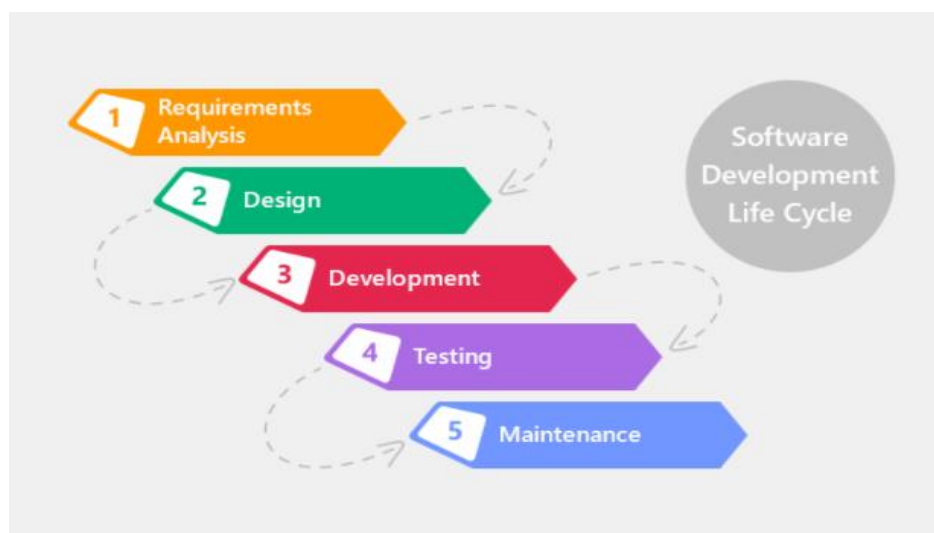 1
Requirements
Analysis
2
Design
3
Development
4
Testing
5
Maintenance
Software
Development
Life Cycle